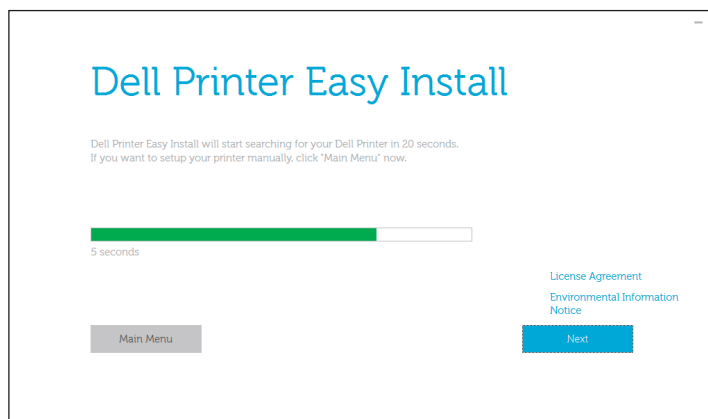 Dell Printer Easy Install
Dell Printer Easy Install will start searching for your Dell Printer in 20 seconds.
If you want to setup your printer manually, click "Main Menu" now.
5 seconds
License Agreement
Environmental Information
Notice
Main Menu
Next